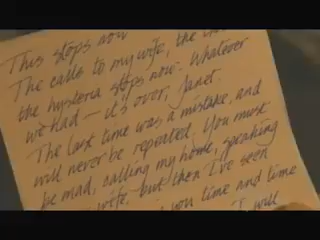 This stops now
The calls to my wife, the
the hysteria stops now. Whatever
we had - it's over, Janet.
The last time was a mistake, and
will never be repeated. You must
be mad, calling my home, speaking
wife, but then I've seen
you time and time
I will